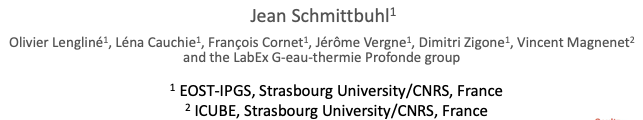 Jean Schmittbuhl¹
Olivier Lengliné¹, Léna Cauchie¹, François Cornet¹, Jérôme Vergne¹, Dimitri Zigone¹, Vincent Magnenet²
and the LabEx G-eau-thermie Profonde group
¹ EOST-IPGS, Strasbourg University/CNRS, France
² ICUBE, Strasbourg University/CNRS, France